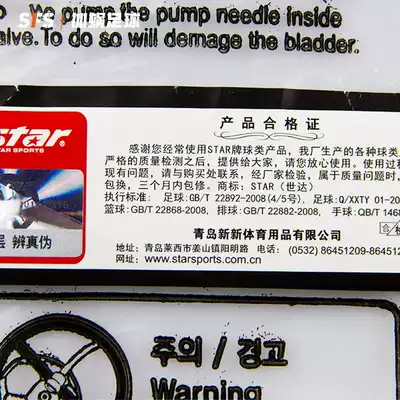 SFS 中娱足球
No pump the pump needle inside
alve. To do so will demage the bladder.
star
STAR SPORTS
产品合格证
感谢您经常使用STAR牌球类产品，我厂生产的各种球类
严格的质量检测之后，提供给大家，请您放心使用。使用过程
现有问题，请与购买处联系，经厂家检验，属于质量问题时，
包换，三个月内包修。商标：STAR（世达）
执行标准：足球：GB/T 22892-2008（4/5号），足球：Q/XXTY 01-20
篮球：GB/T 22868-2008，排球：GB/T 22882-2008，手球：QB/T 1468
层 辨真伪
青岛新新体育用品有限公司
合
地址：青岛莱西市姜山镇阳明路 电话：(0532) 86451209-864512
网址：www.starsports.com.cn
주의 / 경고
Warning